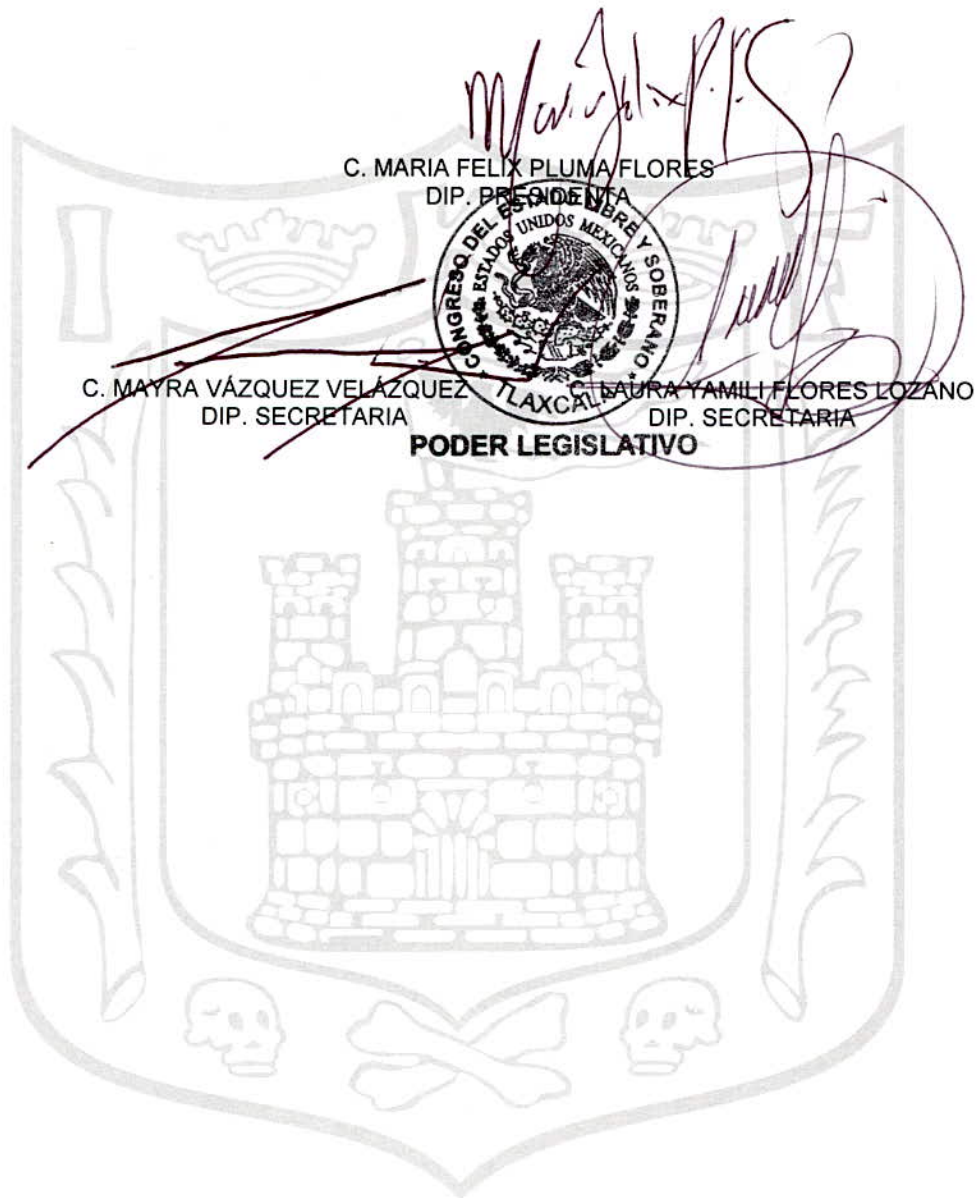 C. MARIA FELIX PLUMA FLORES
DIP. PRESIDENTA
CONGRESO DEL ESTADO LIBRE Y SOBERANO
ESTADOS UNIDOS MEXICANOS
TLAXCALA
C. MAYRA VÁZQUEZ VELÁZQUEZ
C. LAURA YAMILI FLORES LOZANO
DIP. SECRETARIA
DIP. SECRETARIA
PODER LEGISLATIVO